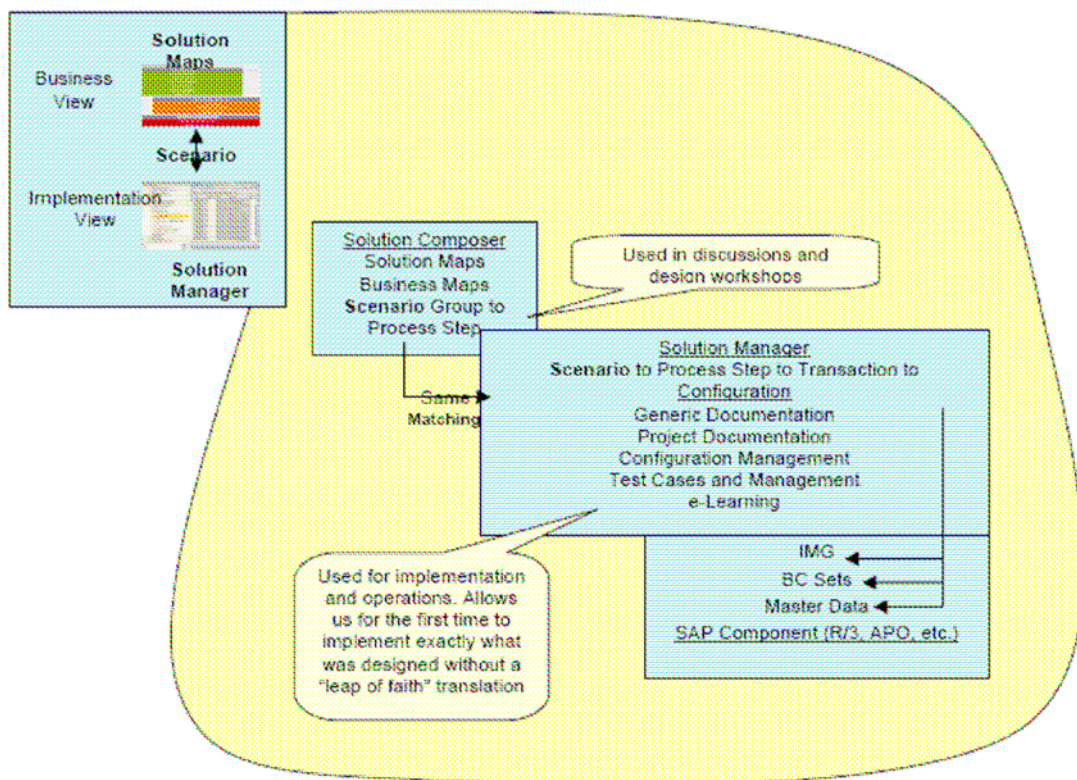 Solution
Maps
Business
View
Scenario
Implementation
View
Solution
Manager
Solution Composer
Solution Maps
Business Maps
Scenario Group to
Process Step
Used in discussions and
design workshops
Same
Matching
Solution Manager
Scenario to Process Step to Transaction to
Configuration
Generic Documentation
Project Documentation
Configuration Management
Test Cases and Management
e-Learning
Used for implementation
and operations. Allows
us for the first time to
implement exactly what
was designed without a
"leap of faith" translation
IMG
BC Sets
Master Data
SAP Component (R/3, APO, etc.)